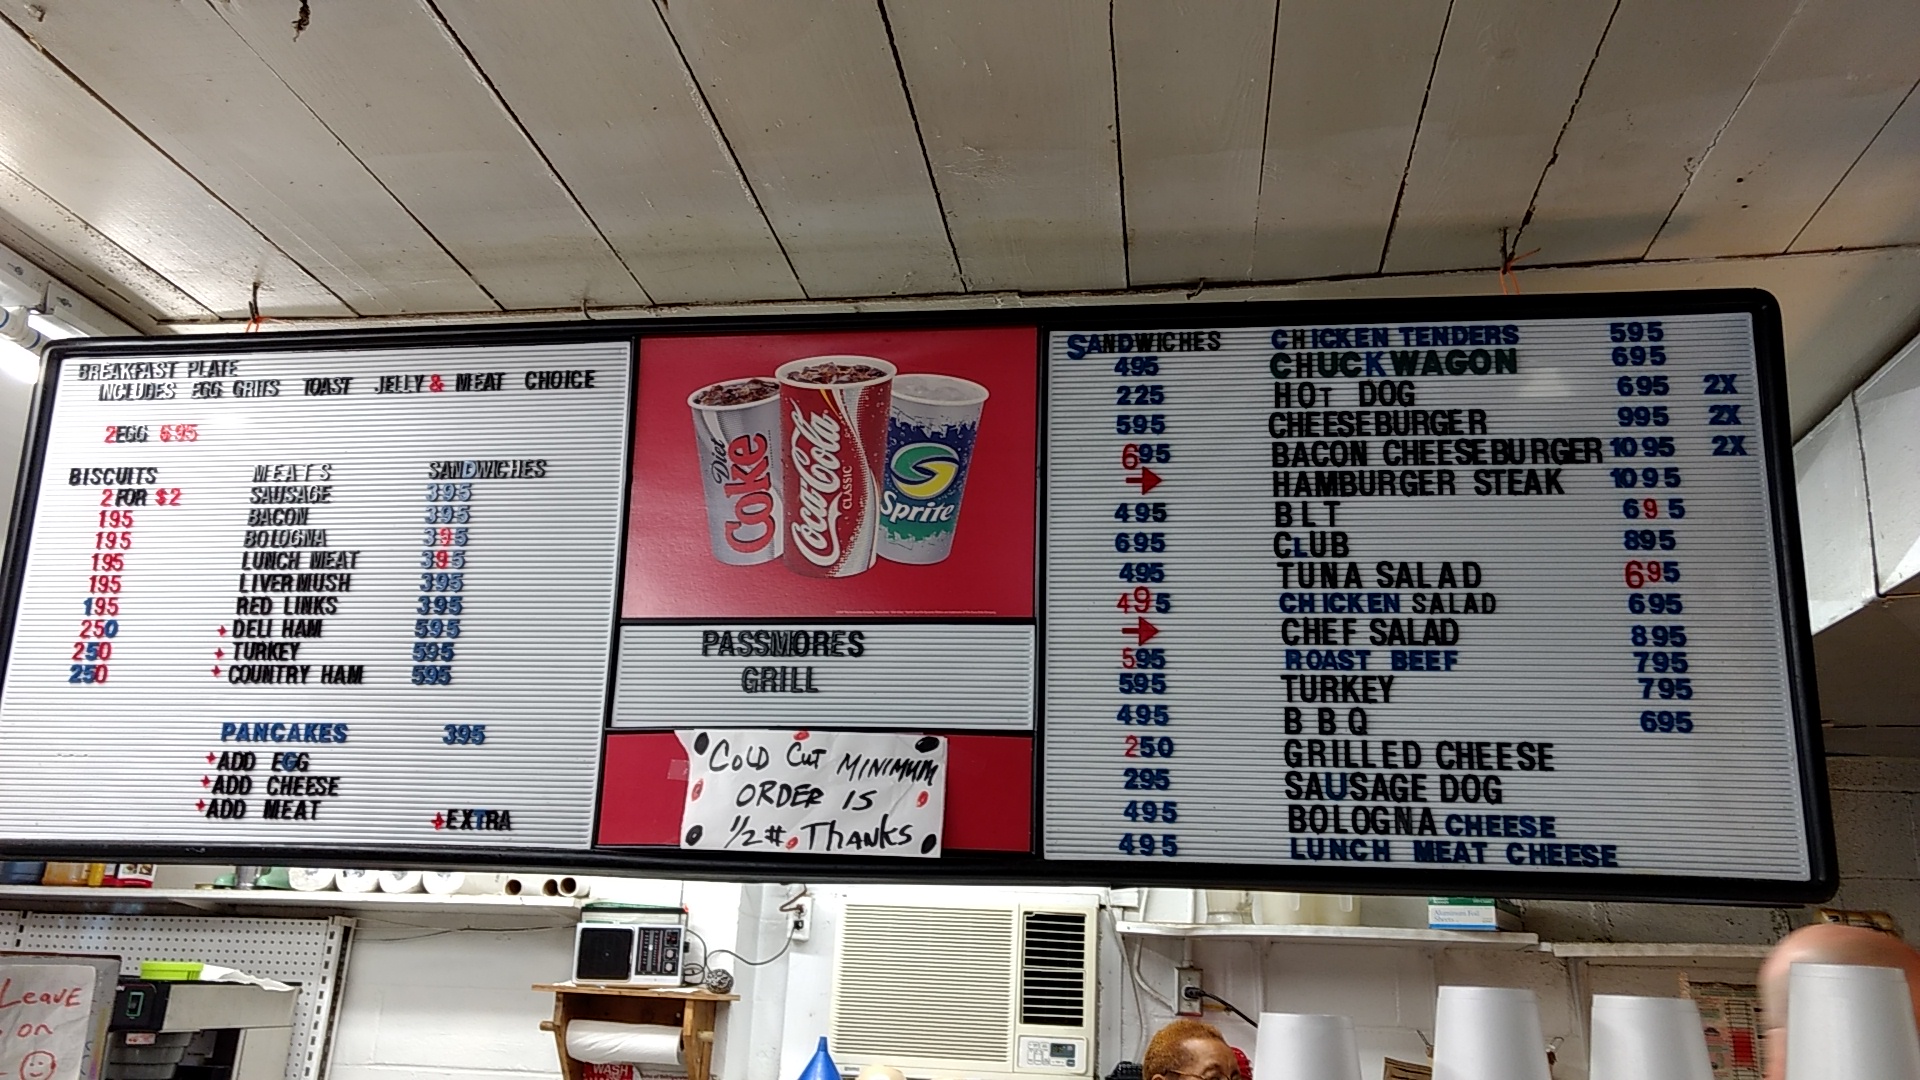 BREAKFAST PLATE
INCLUDES EGG GRITS TOAST JELLY & MEAT CHOICE
2EGG 695
BISCUITS MEATS SANDWICHES
2 FOR $2 SAUSAGE 395
195 BACON 395
195 BOLOGNA 395
195 LUNCH MEAT 395
195 LIVERMUSH 395
195 RED LINKS 395
250 + DELI HAM 595
250 + TURKEY 595
250 + COUNTRY HAM 595
PANCAKES 395
+ADD EGG
+ADD CHEESE
+ADD MEAT +EXTRA
Diet Coke
Coca-Cola CLASSIC
Sprite
PASSMORES
GRILL
COLD CUT MINIMUM
ORDER IS
1/2 #. THANKS
SANDWICHES CHICKEN TENDERS 595
495 CHUCKWAGON 695
225 HOT DOG 695 2X
595 CHEESEBURGER 995 2X
695 BACON CHEESEBURGER 1095 2X
→ HAMBURGER STEAK 1095
495 BLT 695
695 CLUB 895
495 TUNA SALAD 695
495 CHICKEN SALAD 695
→ CHEF SALAD 895
595 ROAST BEEF 795
595 TURKEY 795
495 BBQ 695
250 GRILLED CHEESE
295 SAUSAGE DOG
495 BOLOGNA CHEESE
495 LUNCH MEAT CHEESE
Leave
on
Aluminum Foil
Sheets
WASH